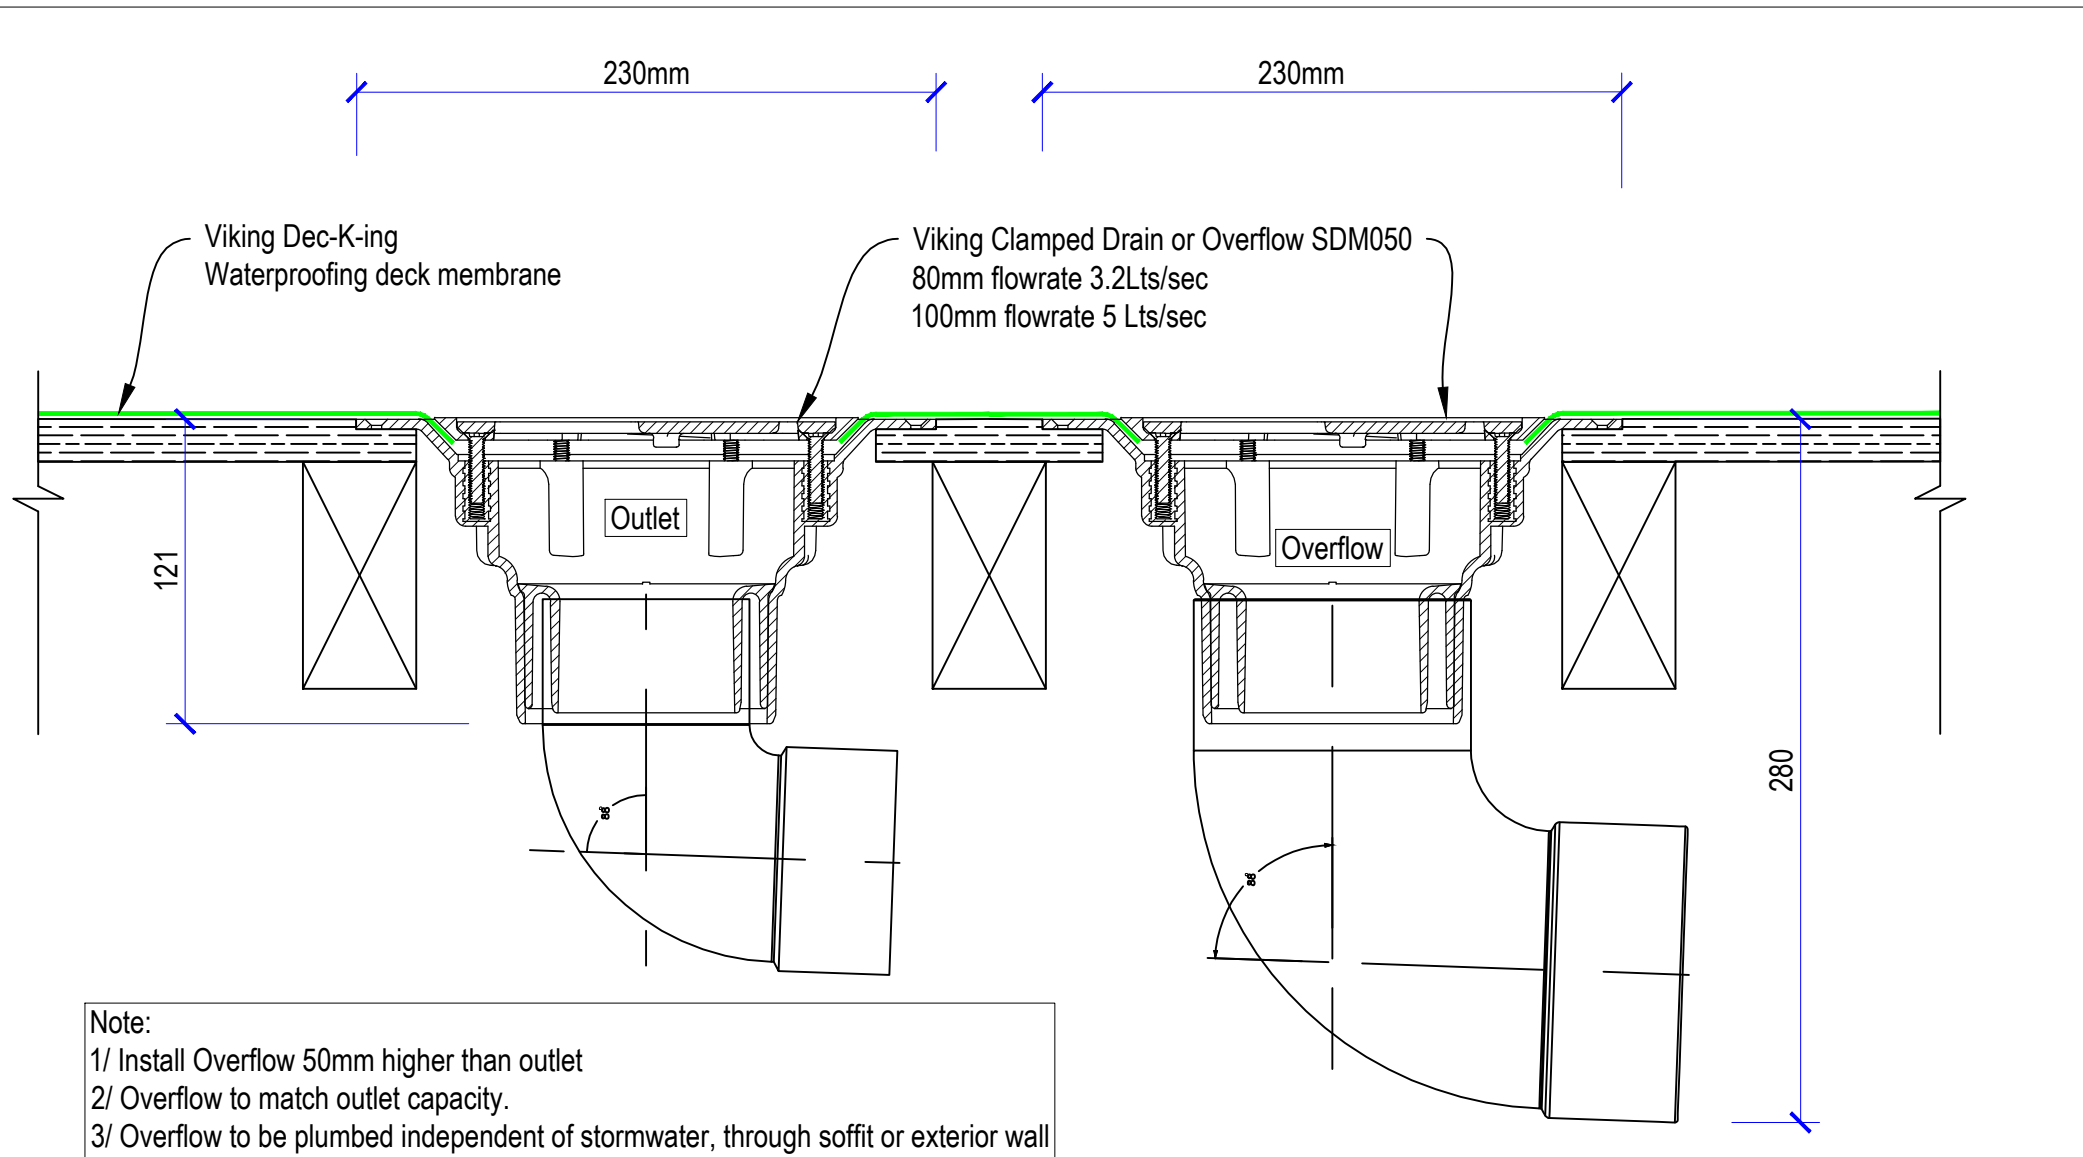 230mm
230mm
Viking Dec-K-ing
Waterproofing deck membrane
Viking Clamped Drain or Overflow SDM050
80mm flowrate 3.2Lts/sec
100mm flowrate 5 Lts/sec
Outlet
Overflow
121
280
88°
88°
Note:
1/ Install Overflow 50mm higher than outlet
2/ Overflow to match outlet capacity.
3/ Overflow to be plumbed independent of stormwater, through soffit or exterior wall